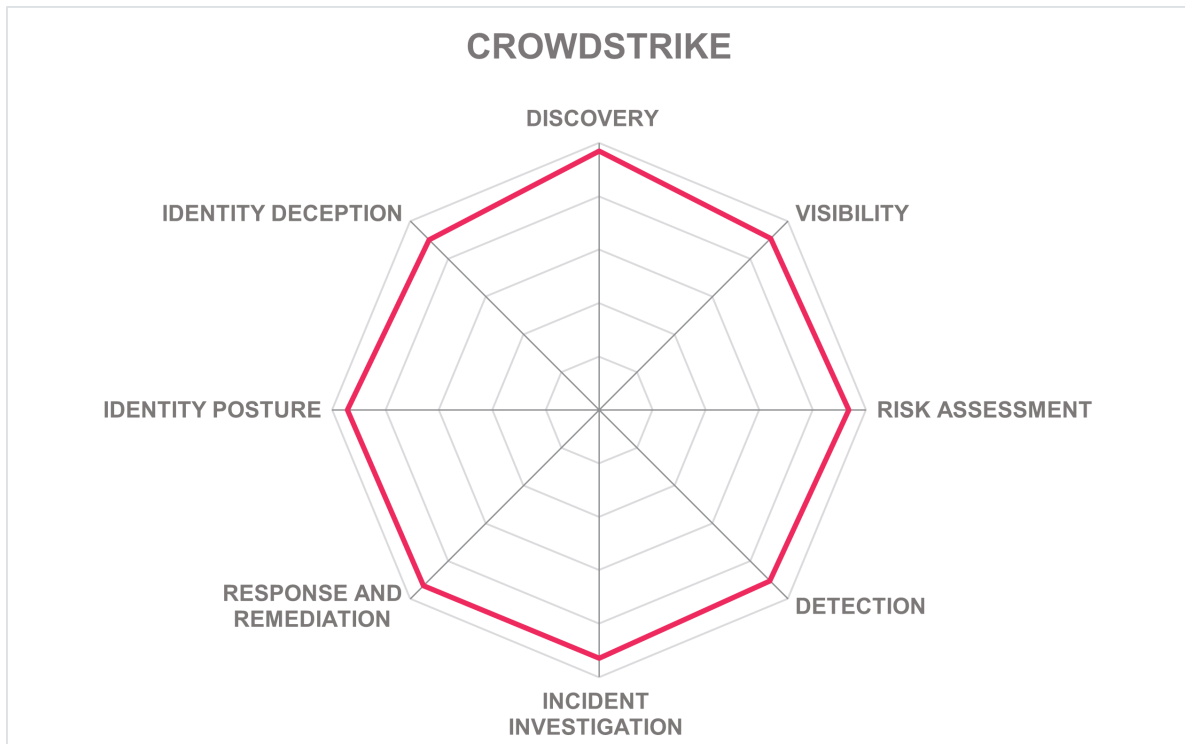 CROWDSTRIKE
DISCOVERY
IDENTITY DECEPTION
VISIBILITY
IDENTITY POSTURE
RISK ASSESSMENT
RESPONSE AND
REMEDIATION
DETECTION
INCIDENT
INVESTIGATION